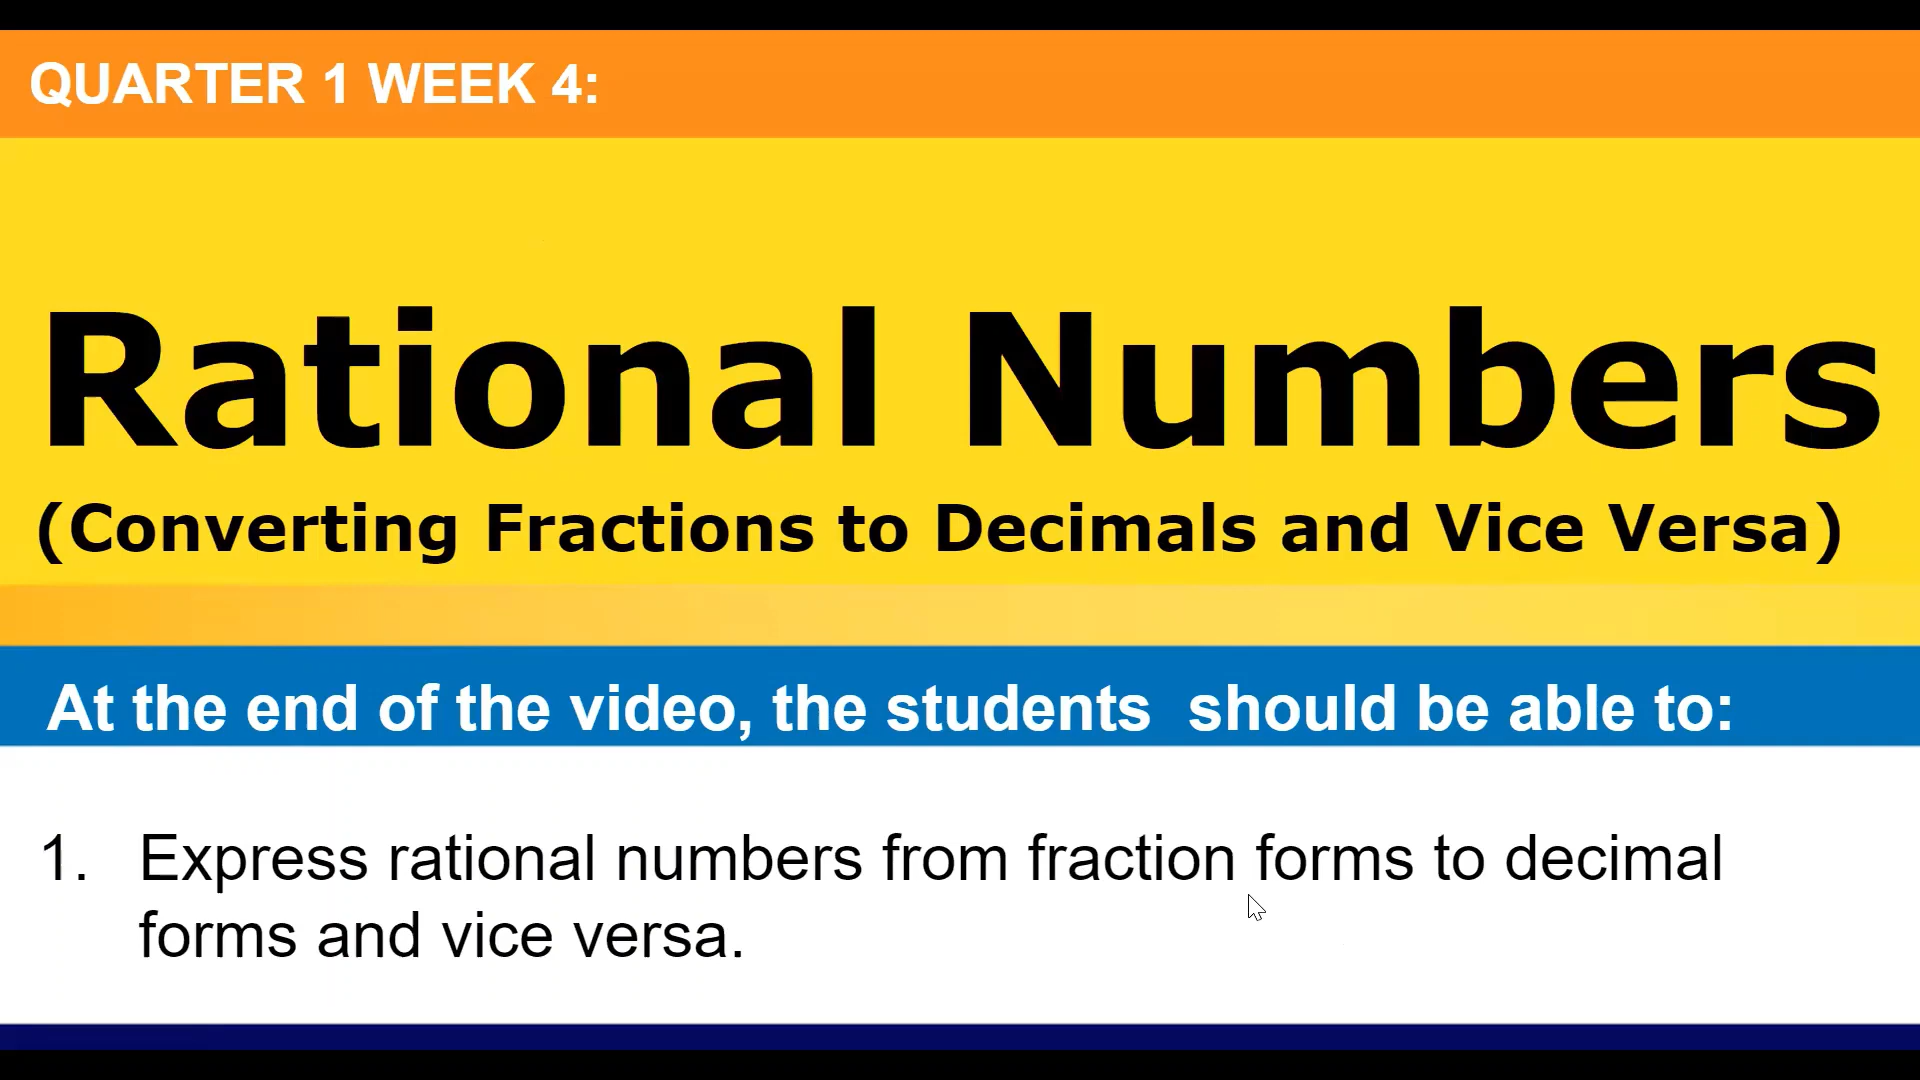 QUARTER 1 WEEK 4:
Rational Numbers
(Converting Fractions to Decimals and Vice Versa)
At the end of the video, the students  should be able to:
1. Express rational numbers from fraction forms to decimal
forms and vice versa.